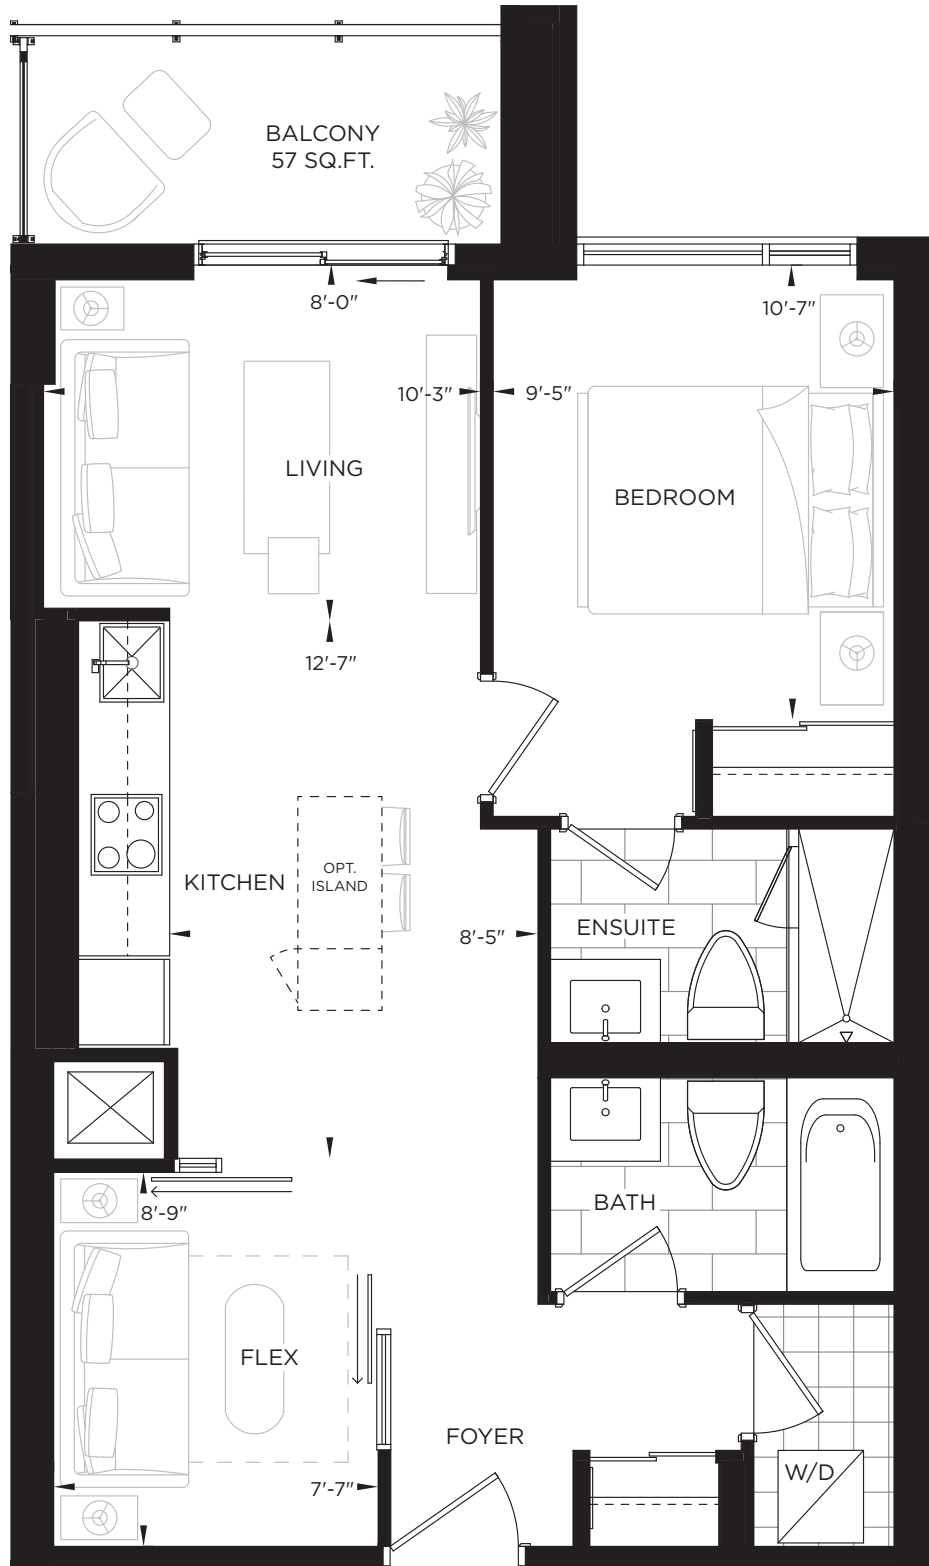 BALCONY
57 SQ.FT.
8'-0"
10'-7"
10'-3"
9'-5"
LIVING
BEDROOM
12'-7"
KITCHEN
OPT.
ISLAND
8'-5"
ENSUITE
BATH
8'-9"
FLEX
FOYER
7'-7"
W/D